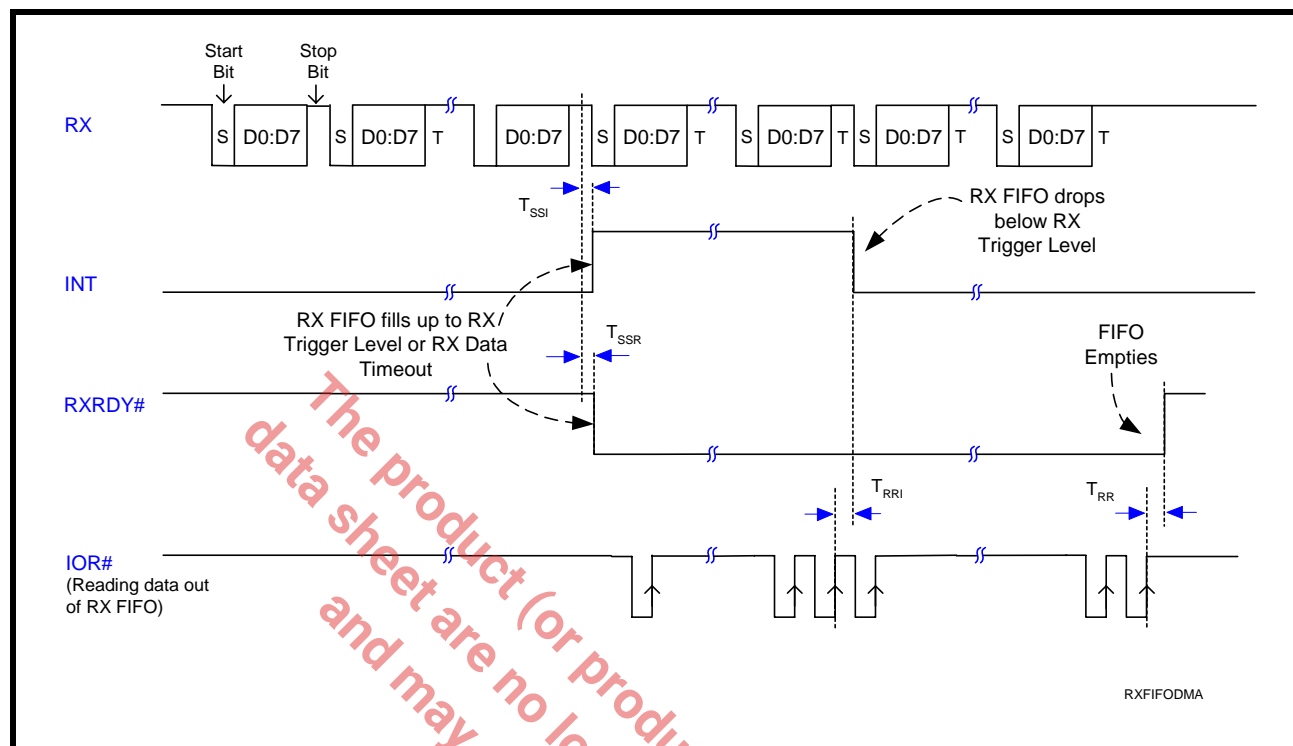 Start
Bit
Stop
Bit
RX
S D0:D7 S D0:D7 T D0:D7 S D0:D7 T S D0:D7 T S D0:D7 T S D0:D7 T
TSSI
RX FIFO drops
below RX
Trigger Level
INT
RX FIFO fills up to RX
Trigger Level or RX Data
Timeout
TSSR
FIFO
Empties
RXRDY#
TRRI
TRR
IOR#
(Reading data out
of RX FIFO)
RXFIFODMA
The product (or produc
data sheet are no lo
and may